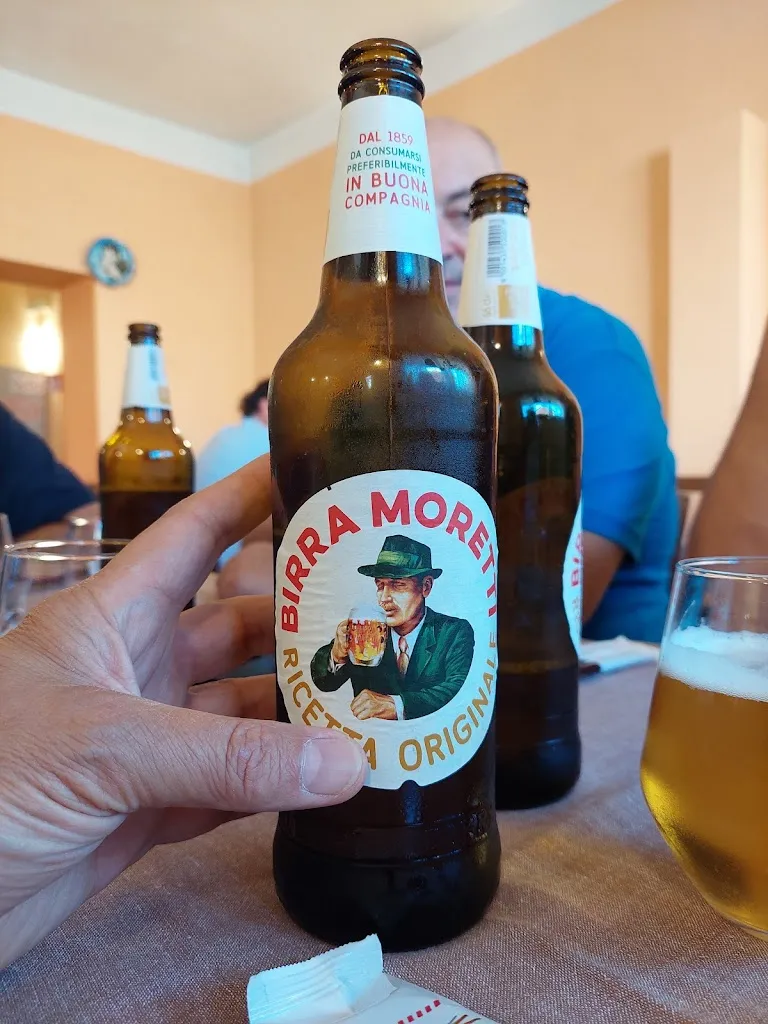 DAL 1859
DA CONSUMARSI
PREFERIBILMENTE
IN BUONA
COMPAGNIA
BIRRA MORETTI
RICETTA ORIGINALE